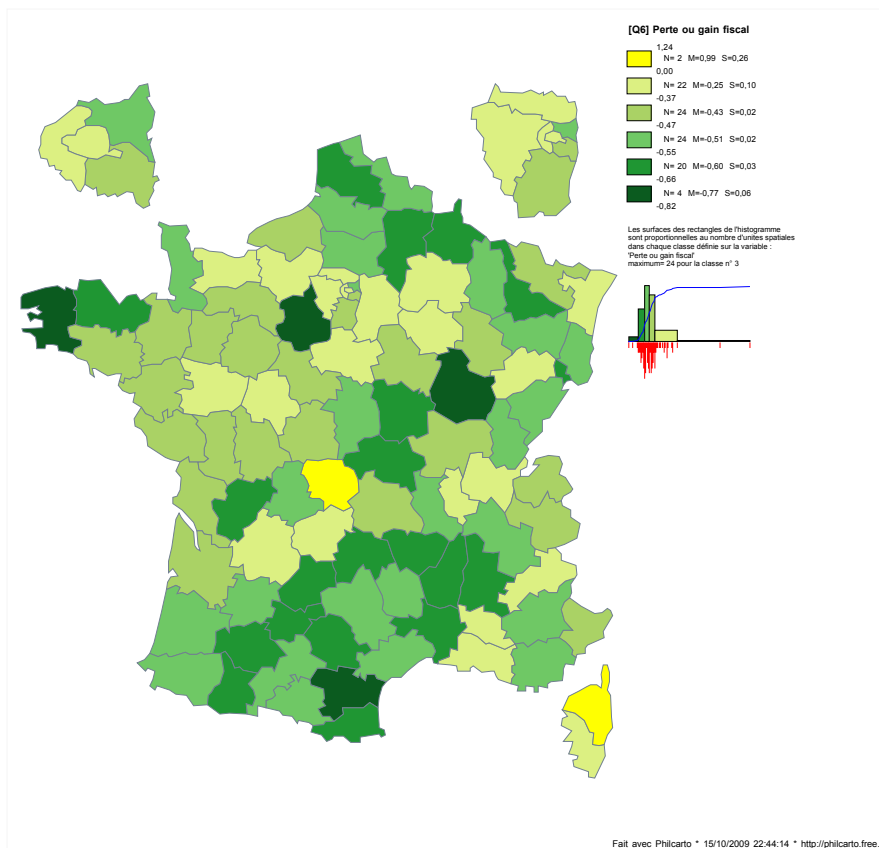 [Q6] Perte ou gain fiscal
1,24
N= 2 M=0,99 S=0,26
0,00
N= 22 M=-0,25 S=0,10
-0,37
N= 24 M=-0,43 S=0,02
-0,47
N= 24 M=-0,51 S=0,02
-0,55
N= 20 M=-0,60 S=0,03
-0,66
N= 4 M=-0,77 S=0,06
-0,82
Les surfaces des rectangles de l'histogramme
sont proportionnelles au nombre d'unites spatiales
dans chaque classe définie sur la variable :
'Perte ou gain fiscal'
maximum= 24 pour la classe n° 3
Fait avec Philcarto * 15/10/2009 22:44:14 * http://philcarto.free.